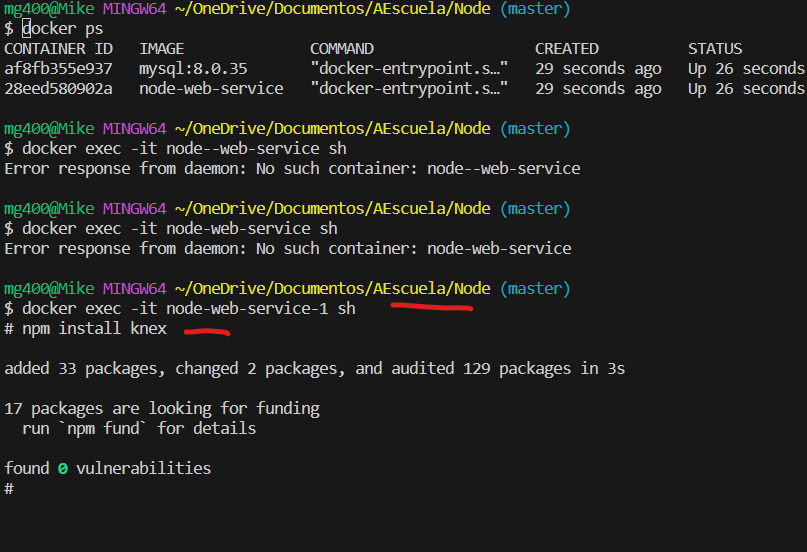 mg400@Mike MINGW64 ~/OneDrive/Documentos/AEscuela/Node (master)
$ docker ps
CONTAINER ID   IMAGE              COMMAND                  CREATED          STATUS
af8fb355e937   mysql:8.0.35       "docker-entrypoint.s…"   29 seconds ago   Up 26 seconds
28eed580902a   node-web-service   "docker-entrypoint.s…"   29 seconds ago   Up 26 seconds
mg400@Mike MINGW64 ~/OneDrive/Documentos/AEscuela/Node (master)
$ docker exec -it node--web-service sh
Error response from daemon: No such container: node--web-service
mg400@Mike MINGW64 ~/OneDrive/Documentos/AEscuela/Node (master)
$ docker exec -it node-web-service sh
Error response from daemon: No such container: node-web-service
mg400@Mike MINGW64 ~/OneDrive/Documentos/AEscuela/Node (master)
$ docker exec -it node-web-service-1 sh
# npm install knex
added 33 packages, changed 2 packages, and audited 129 packages in 3s
17 packages are looking for funding
  run `npm fund` for details
found 0 vulnerabilities
#